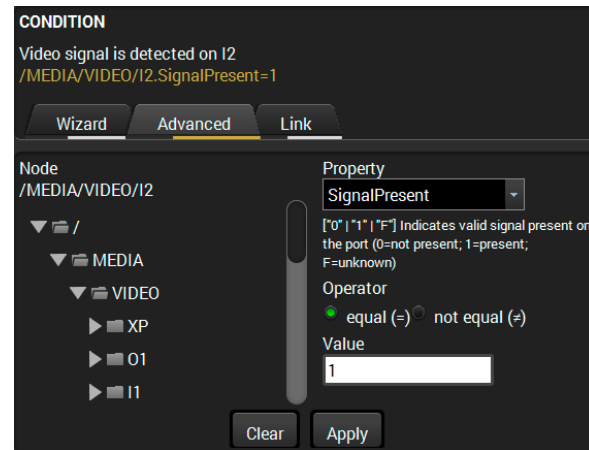 CONDITION
Video signal is detected on I2
/MEDIA/VIDEO/I2.SignalPresent=1
Wizard Advanced Link
Node
/MEDIA/VIDEO/I2
/
MEDIA
VIDEO
XP
O1
I1
Property
SignalPresent
["0" | "1" | "F"] Indicates valid signal present on
the port (0=not present; 1=present;
F=unknown)
Operator
equal (=) not equal (≠)
Value
1
Clear Apply